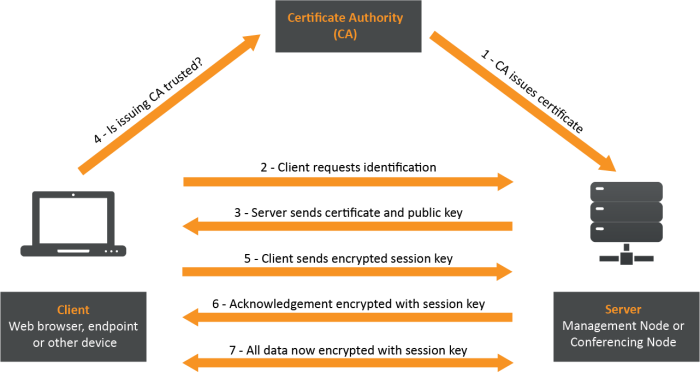 Certificate Authority
(CA)
4 - Is issuing CA trusted?
1 - CA issues certificate
2 - Client requests identification
3 - Server sends certificate and public key
5 - Client sends encrypted session key
6 - Acknowledgement encrypted with session key
7 - All data now encrypted with session key
Client
Web browser, endpoint
or other device
Server
Management Node or
Conferencing Node